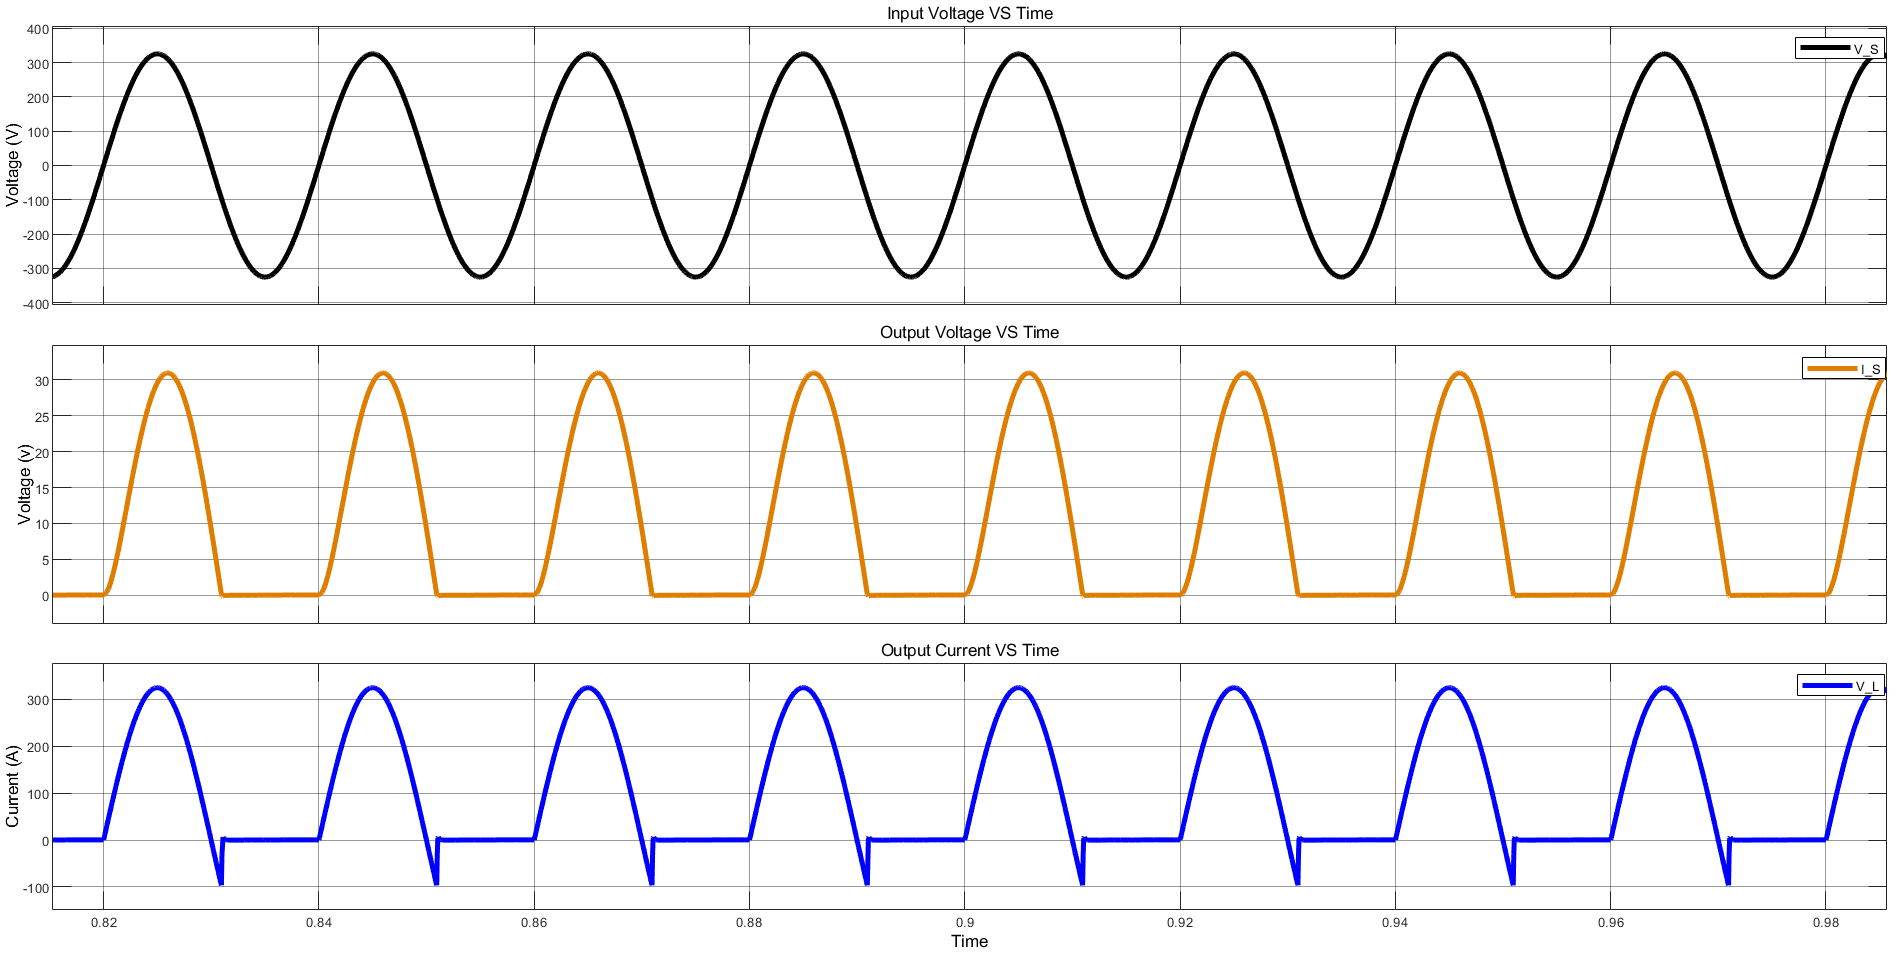 Input Voltage VS Time
400
300
200
100
0
-100
-200
-300
-400
Voltage (V)
V_S
Output Voltage VS Time
30
25
20
15
10
5
0
Voltage (v)
I_S
Output Current VS Time
300
200
100
0
-100
Current (A)
V_L
0.82 0.84 0.86 0.88 0.9 0.92 0.94 0.96 0.98
Time